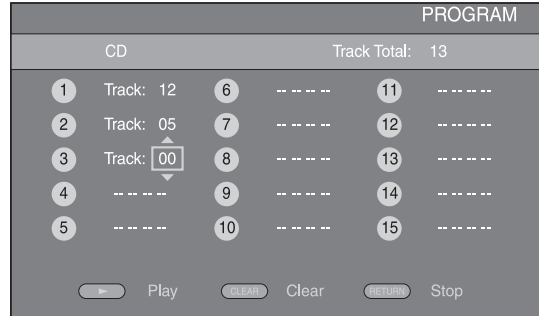 PROGRAM
CD Track Total: 13
1 Track: 12 6 -- -- -- -- 11 -- -- -- --
2 Track: 05 7 -- -- -- -- 12 -- -- -- --
3 Track: 00 8 -- -- -- -- 13 -- -- -- --
4 -- -- -- -- 9 -- -- -- -- 14 -- -- -- --
5 -- -- -- -- 10 -- -- -- -- 15 -- -- -- --
Play CLEAR Clear RETURN Stop